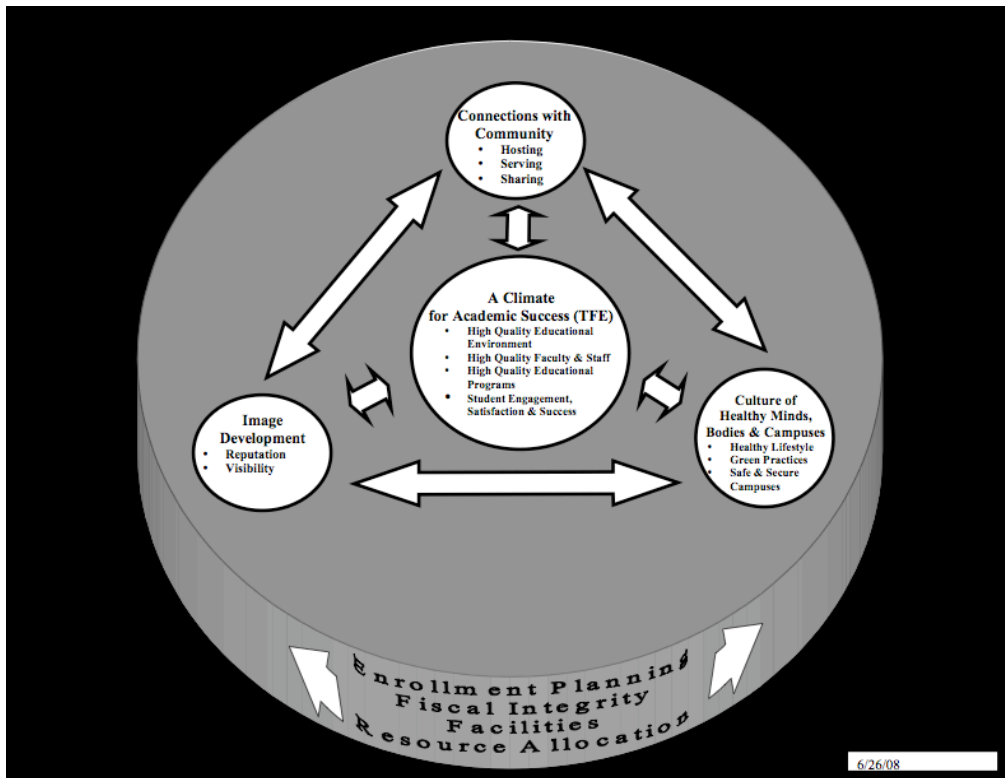 Connections with
Community
• Hosting
• Serving
• Sharing
A Climate
for Academic Success (TFE)
• High Quality Educational
Environment
• High Quality Faculty & Staff
• High Quality Educational
Programs
• Student Engagement,
Satisfaction & Success
Image
Development
• Reputation
• Visibility
Culture of
Healthy Minds,
Bodies & Campuses
• Healthy Lifestyle
• Green Practices
• Safe & Secure
Campuses
Enrollment Planning
Fiscal Integrity
Facilities
Resource Allocation
6/26/08